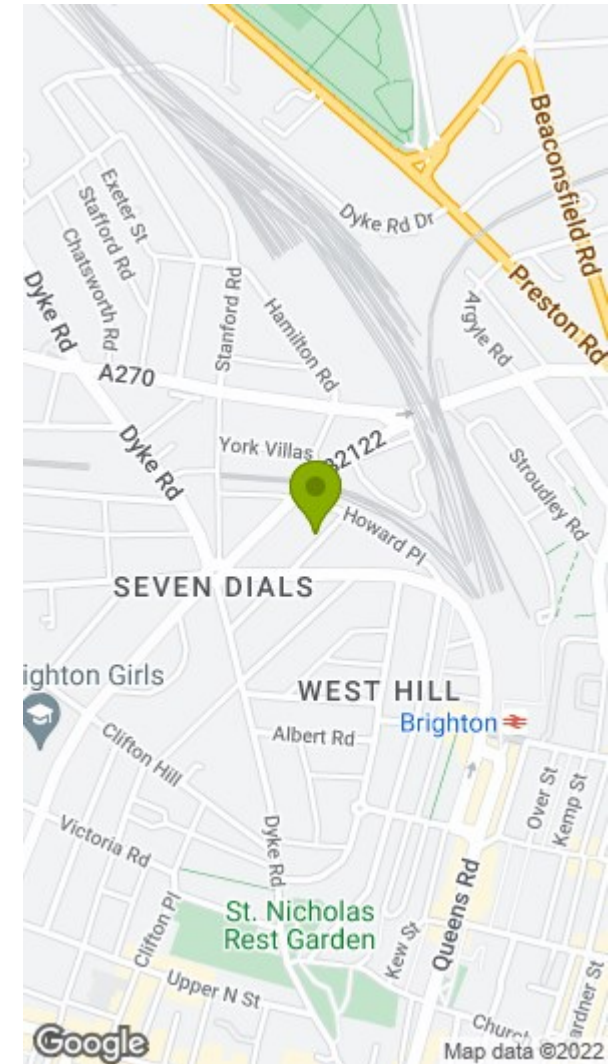 Beaconsfield Rd
Exeter St
Stafford Rd
Chatsworth Rd
Dyke Rd Dr
Dyke Rd
Stanford Rd
Hamilton Rd
Argyle Rd
Preston Rd
A270
Dyke Rd
York Villas
Stroudley Rd
Howard Pl
SEVEN DIALS
ighton Girls
WEST HILL
Brighton
Albert Rd
Clifton Hill
Over St
Kemp St
Victoria Rd
Dyke Rd
Queens Rd
St. Nicholas
Rest Garden
Clifton Pl
Kew St
Upper N St
Church
ardner St
Google
Map data ©2022